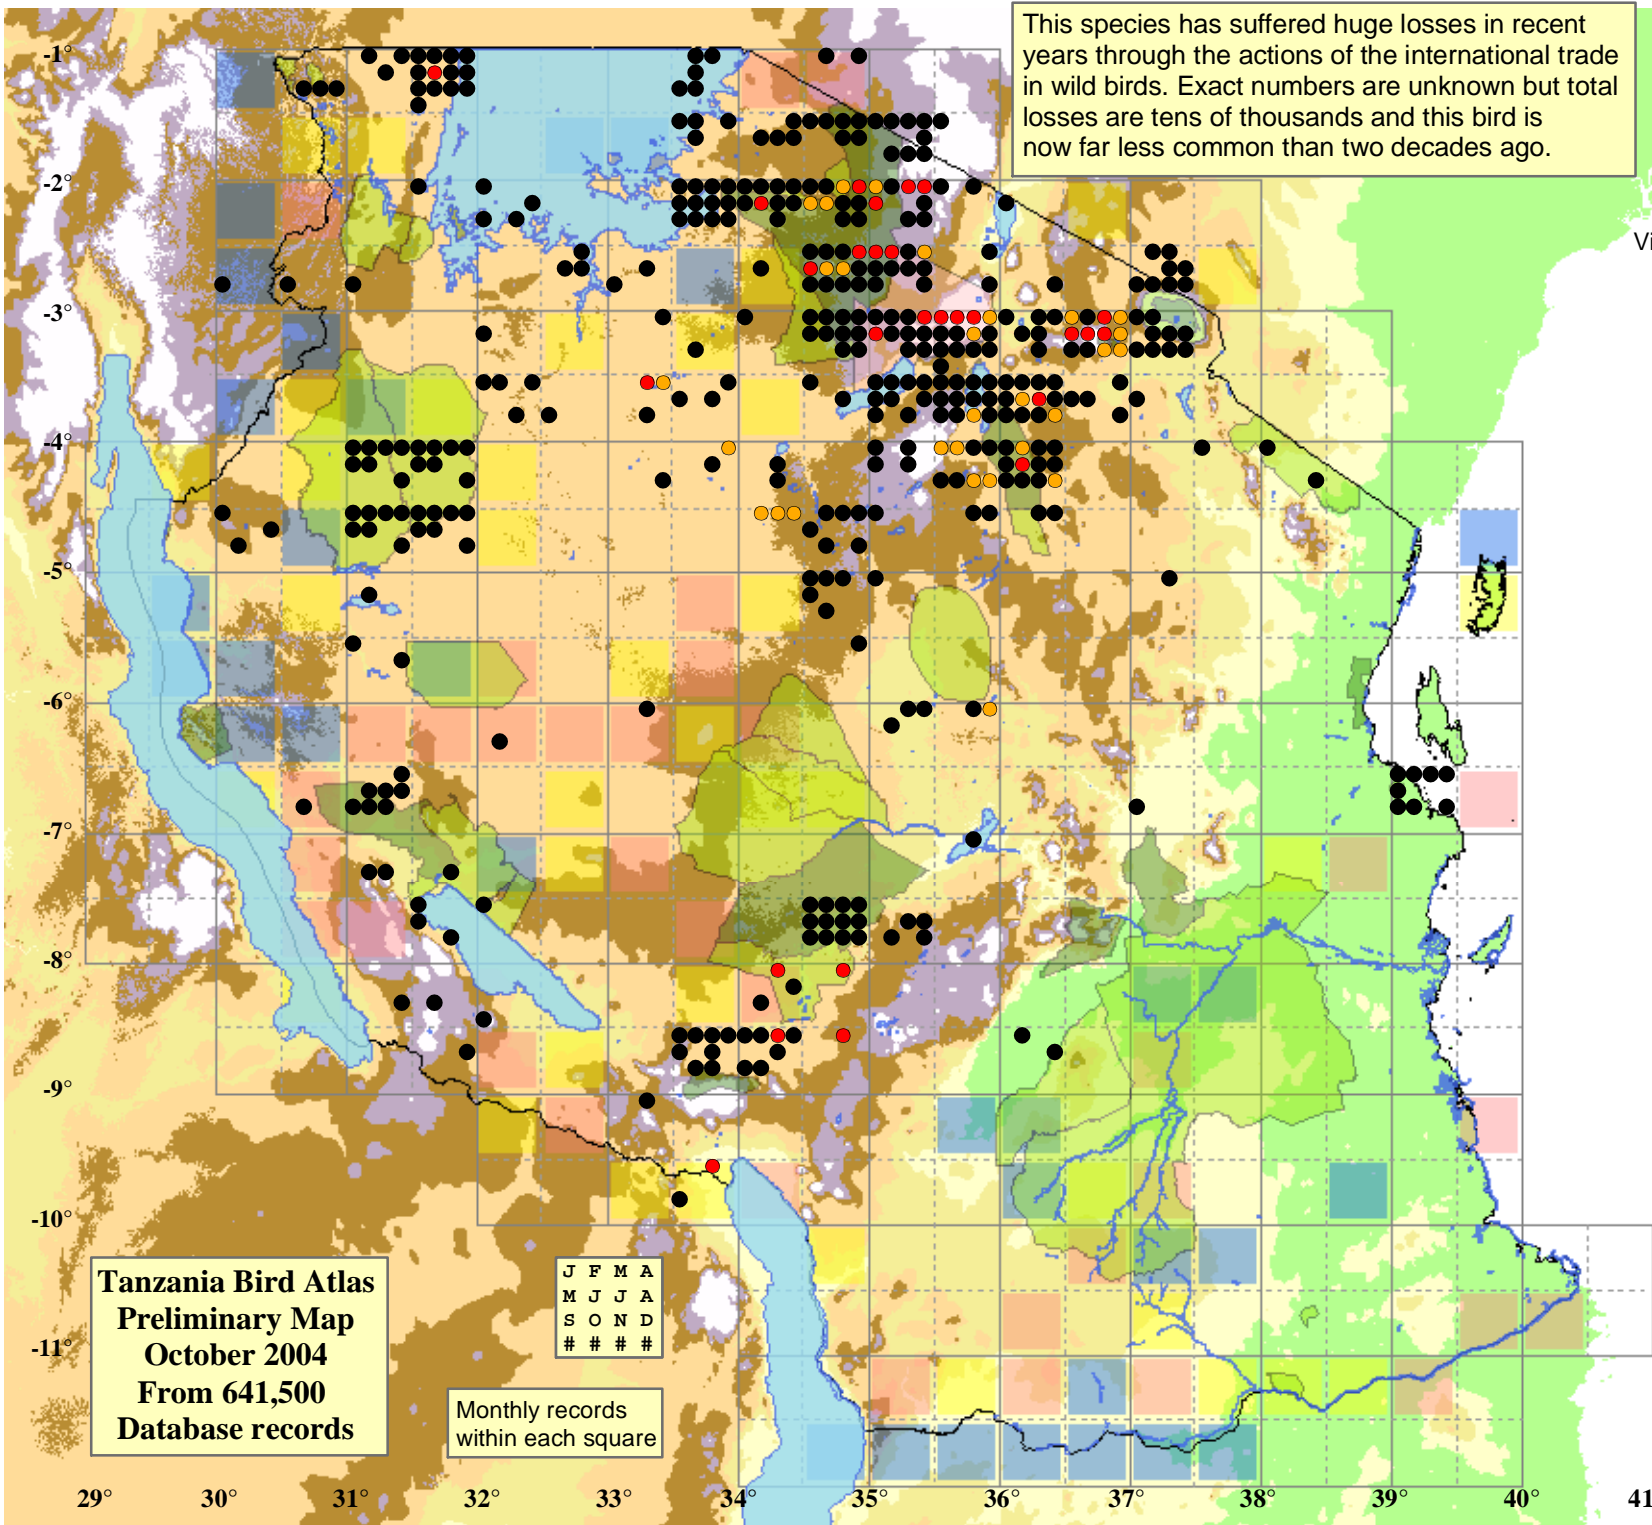 This species has suffered huge losses in recent
years through the actions of the international trade
in wild birds. Exact numbers are unknown but total
losses are tens of thousands and this bird is
now far less common than two decades ago.
-1°
-2°
Vi
-3°
-4°
-5°
-6°
-7°
-8°
-9°
-10°
-11°
Tanzania Bird Atlas
Preliminary Map
October 2004
From 641,500
Database records
J F M A
M J J A
S O N D
# # # #
Monthly records
within each square
29° 30° 31° 32° 33° 34° 35° 36° 37° 38° 39° 40° 41